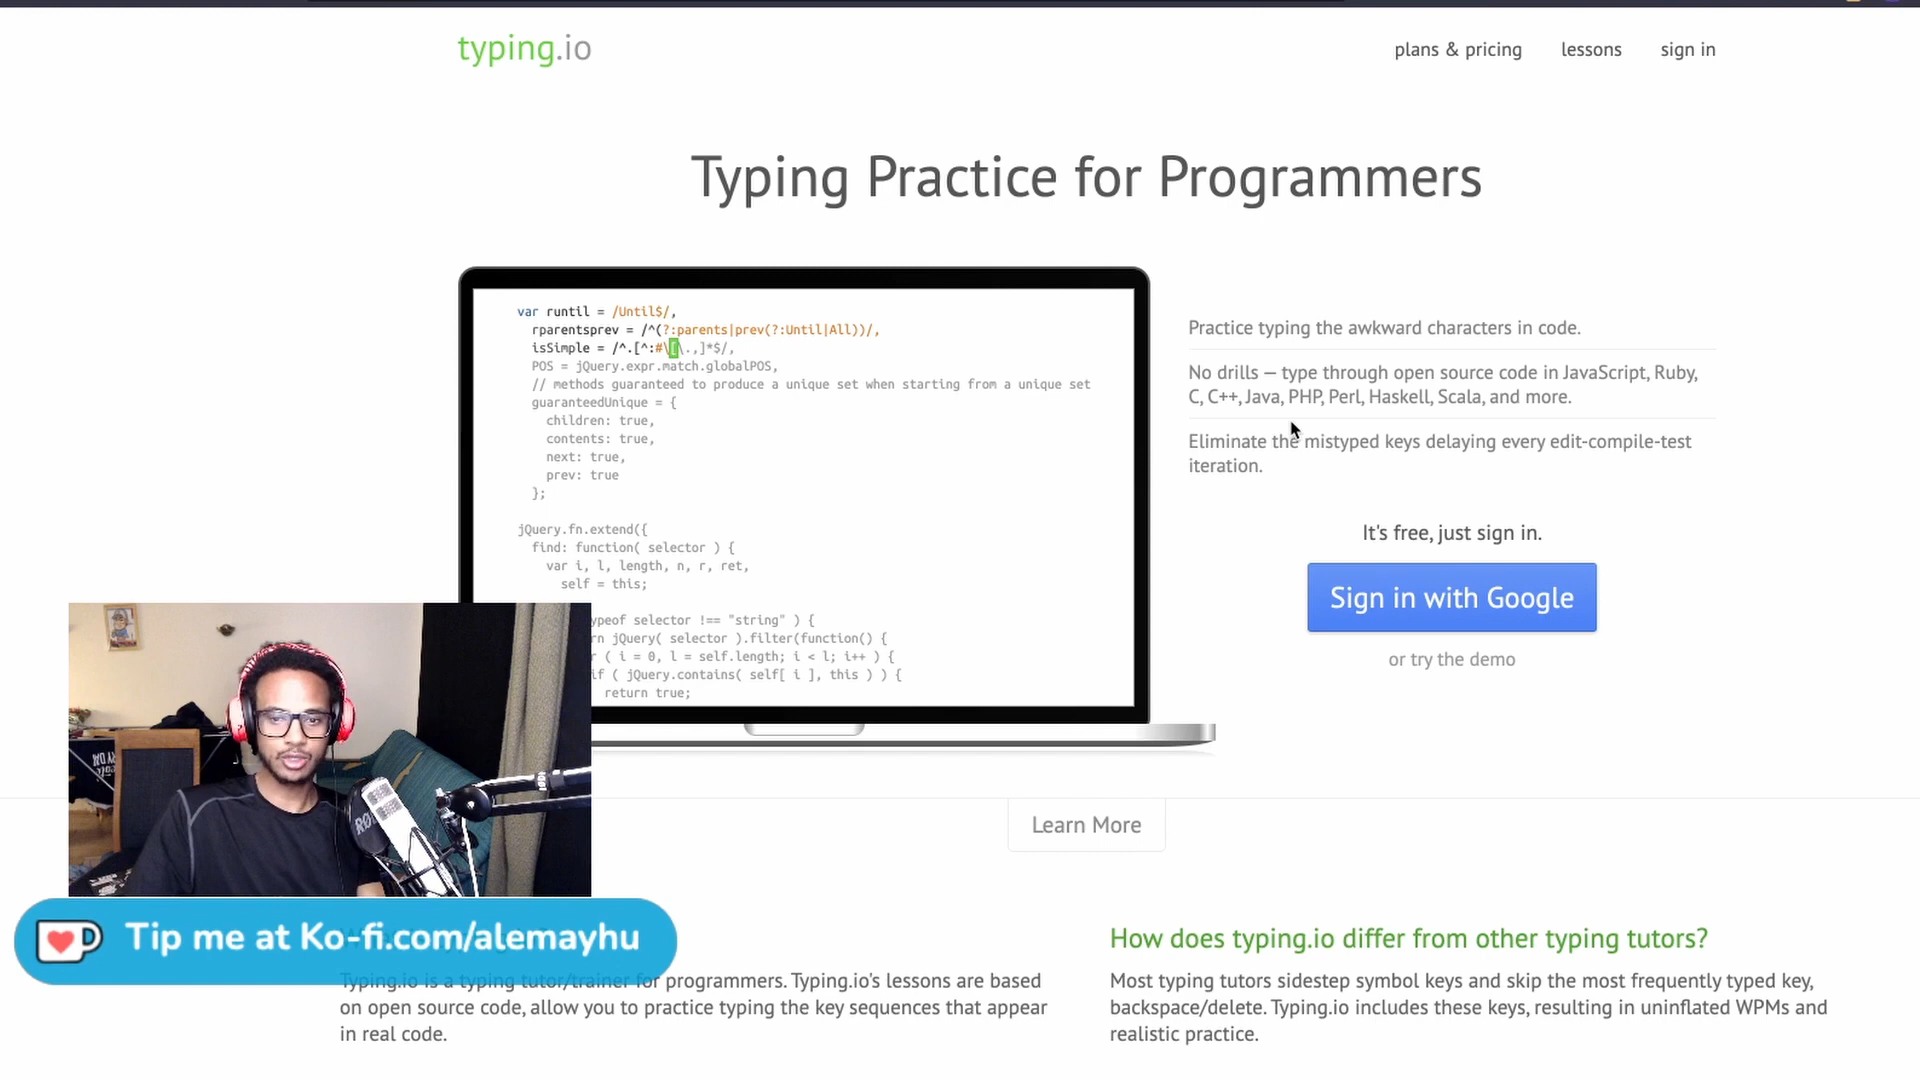 typing.io
plans & pricing
lessons
sign in
Typing Practice for Programmers
var runtil = /Until$/,
rparentsprev = /^(?:parents|prev(?:Until|All))/,
isSimple = /^.[^:#\[\.,]*$/,
POS = jQuery.expr.match.globalPOS,
// methods guaranteed to produce a unique set when starting from a unique set
guaranteedUnique = {
children: true,
contents: true,
next: true,
prev: true
};
jQuery.fn.extend({
find: function( selector ) {
var i, l, length, n, r, ret,
self = this;
ypeof selector !== "string" ) {
rn jQuery( selector ).filter(function() {
r ( i = 0, l = self.length; i < l; i++ ) {
if ( jQuery.contains( self[ i ], this ) ) {
return true;
Practice typing the awkward characters in code.
No drills — type through open source code in JavaScript, Ruby,
C, C++, Java, PHP, Perl, Haskell, Scala, and more.
Eliminate the mistyped keys delaying every edit-compile-test
iteration.
It's free, just sign in.
Sign in with Google
or try the demo
Learn More
RØDE
Tip me at Ko-fi.com/alemayhu
Typing.io is a typing tutor/trainer for programmers. Typing.io's lessons are based
on open source code, allow you to practice typing the key sequences that appear
in real code.
How does typing.io differ from other typing tutors?
Most typing tutors sidestep symbol keys and skip the most frequently typed key,
backspace/delete. Typing.io includes these keys, resulting in uninflated WPMs and
realistic practice.